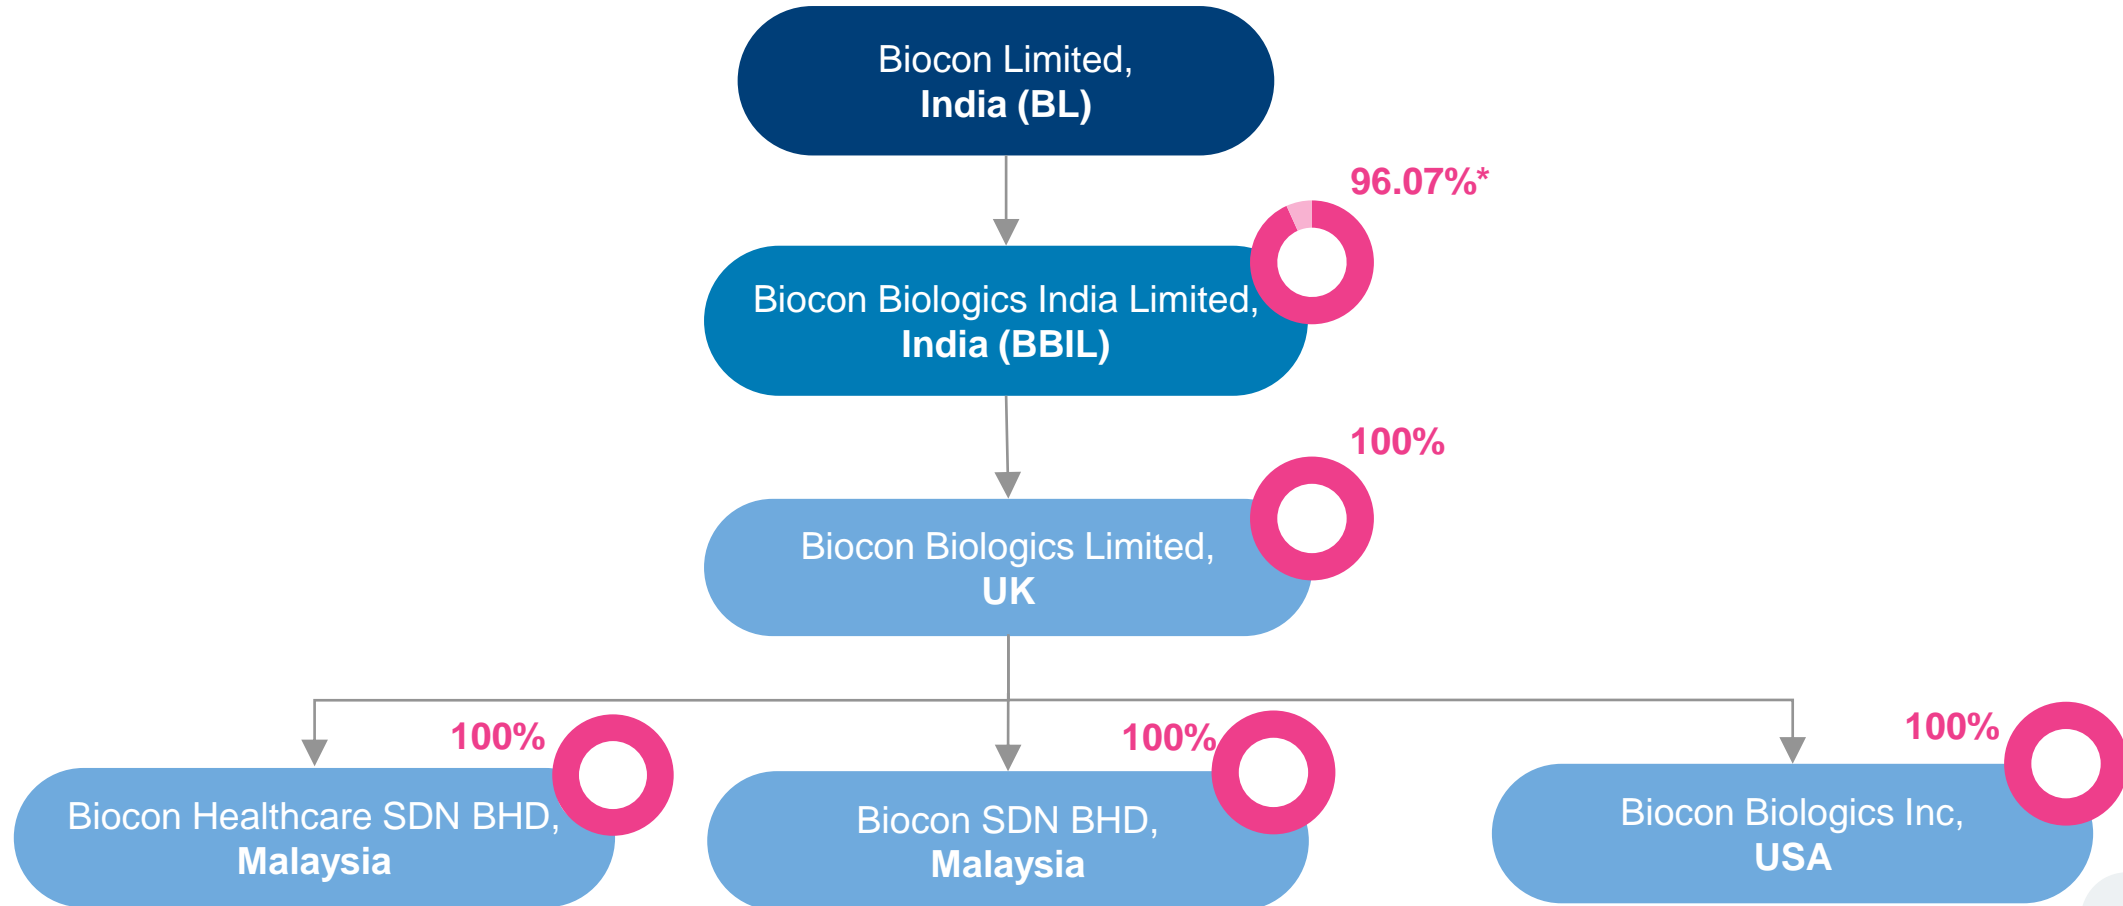 Biocon Limited,
India (BL)
96.07%*
Biocon Biologics India Limited,
India (BBIL)
100%
Biocon Biologics Limited,
UK
100%
Biocon Healthcare SDN BHD,
Malaysia
100%
Biocon SDN BHD,
Malaysia
100%
Biocon Biologics Inc,
USA